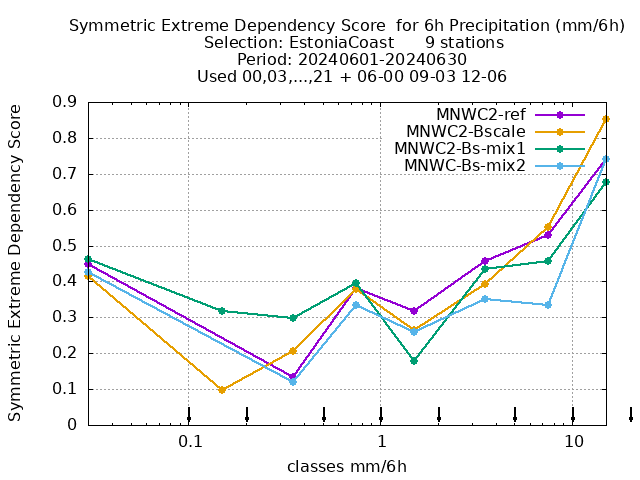 Symmetric Extreme Dependency Score  for 6h Precipitation (mm/6h)
Selection: EstoniaCoast      9 stations
Period: 20240601-20240630
Used 00,03,...,21 + 06-00 09-03 12-06
MNWC2-ref
MNWC2-Bscale
MNWC2-Bs-mix1
MNWC-Bs-mix2
Symmetric Extreme Dependency Score
0.9
0.8
0.7
0.6
0.5
0.4
0.3
0.2
0.1
0
0.1 1 10
classes mm/6h